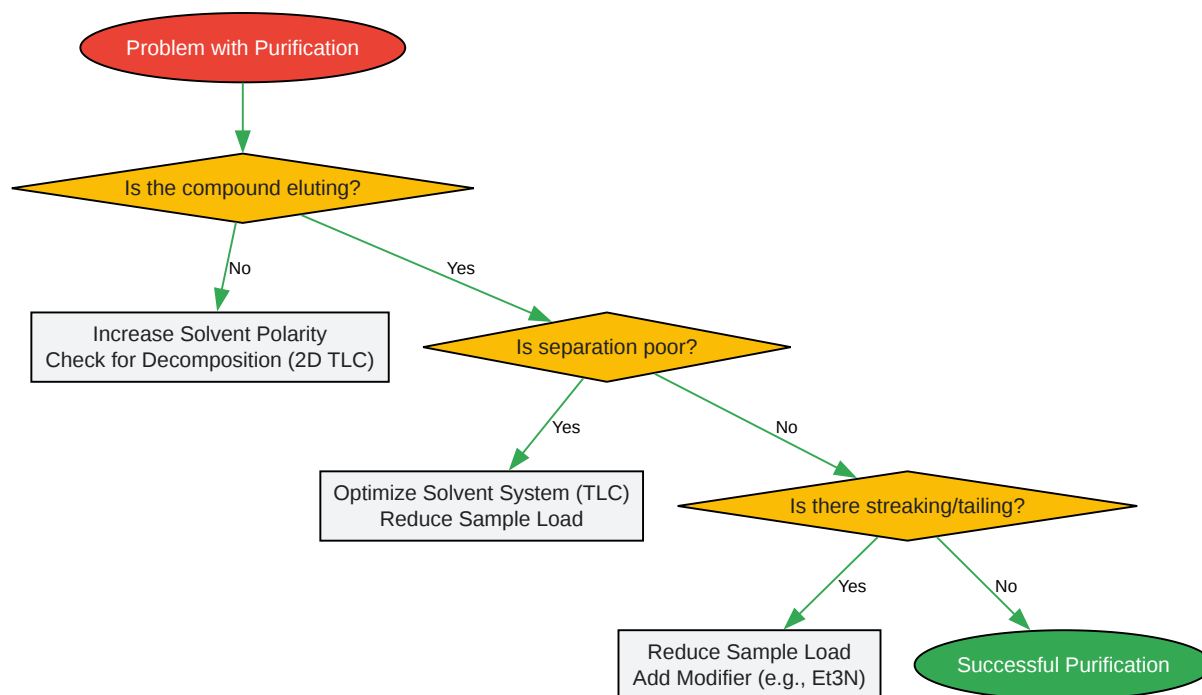 Problem with Purification
Is the compound eluting?
No
Yes
Increase Solvent Polarity
Check for Decomposition (2D TLC)
Is separation poor?
Yes
No
Optimize Solvent System (TLC)
Reduce Sample Load
Is there streaking/tailing?
Yes
No
Reduce Sample Load
Add Modifier (e.g., Et3N)
Successful Purification